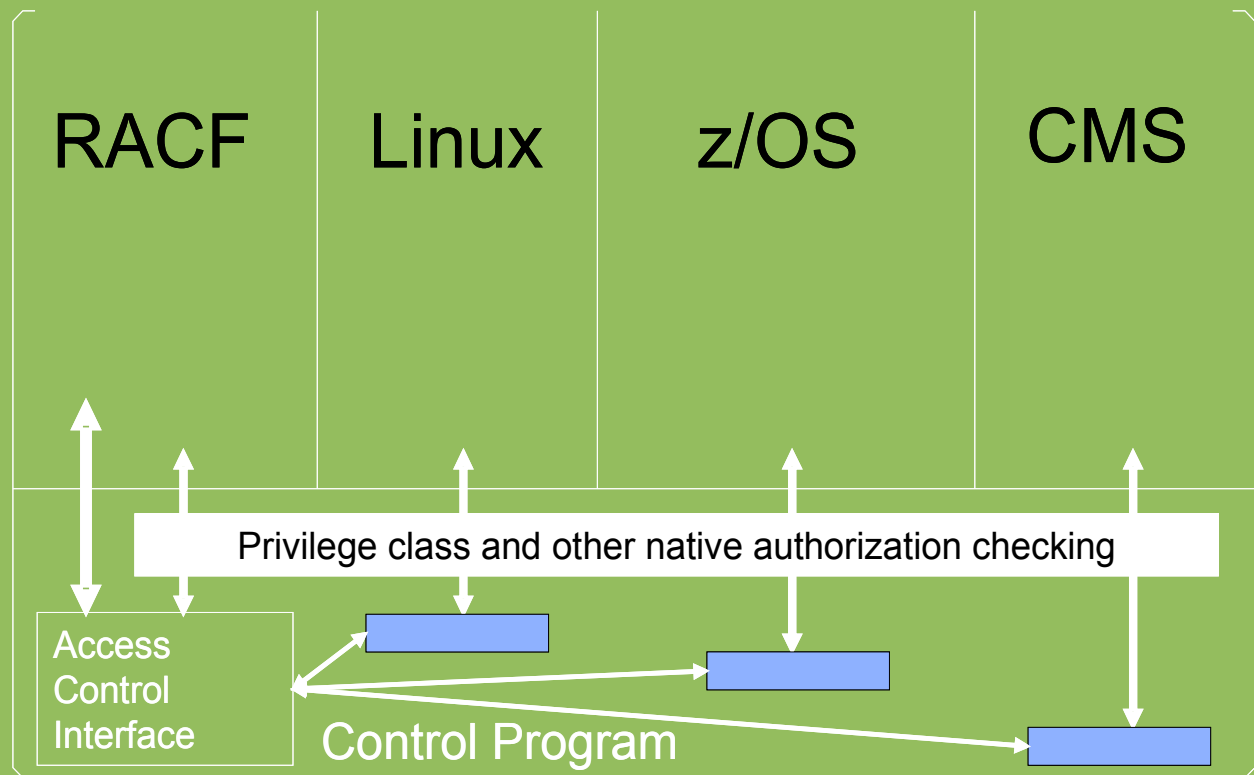 RACF
Linux
z/OS
CMS
Privilege class and other native authorization checking
Access
Control
Interface
Control Program